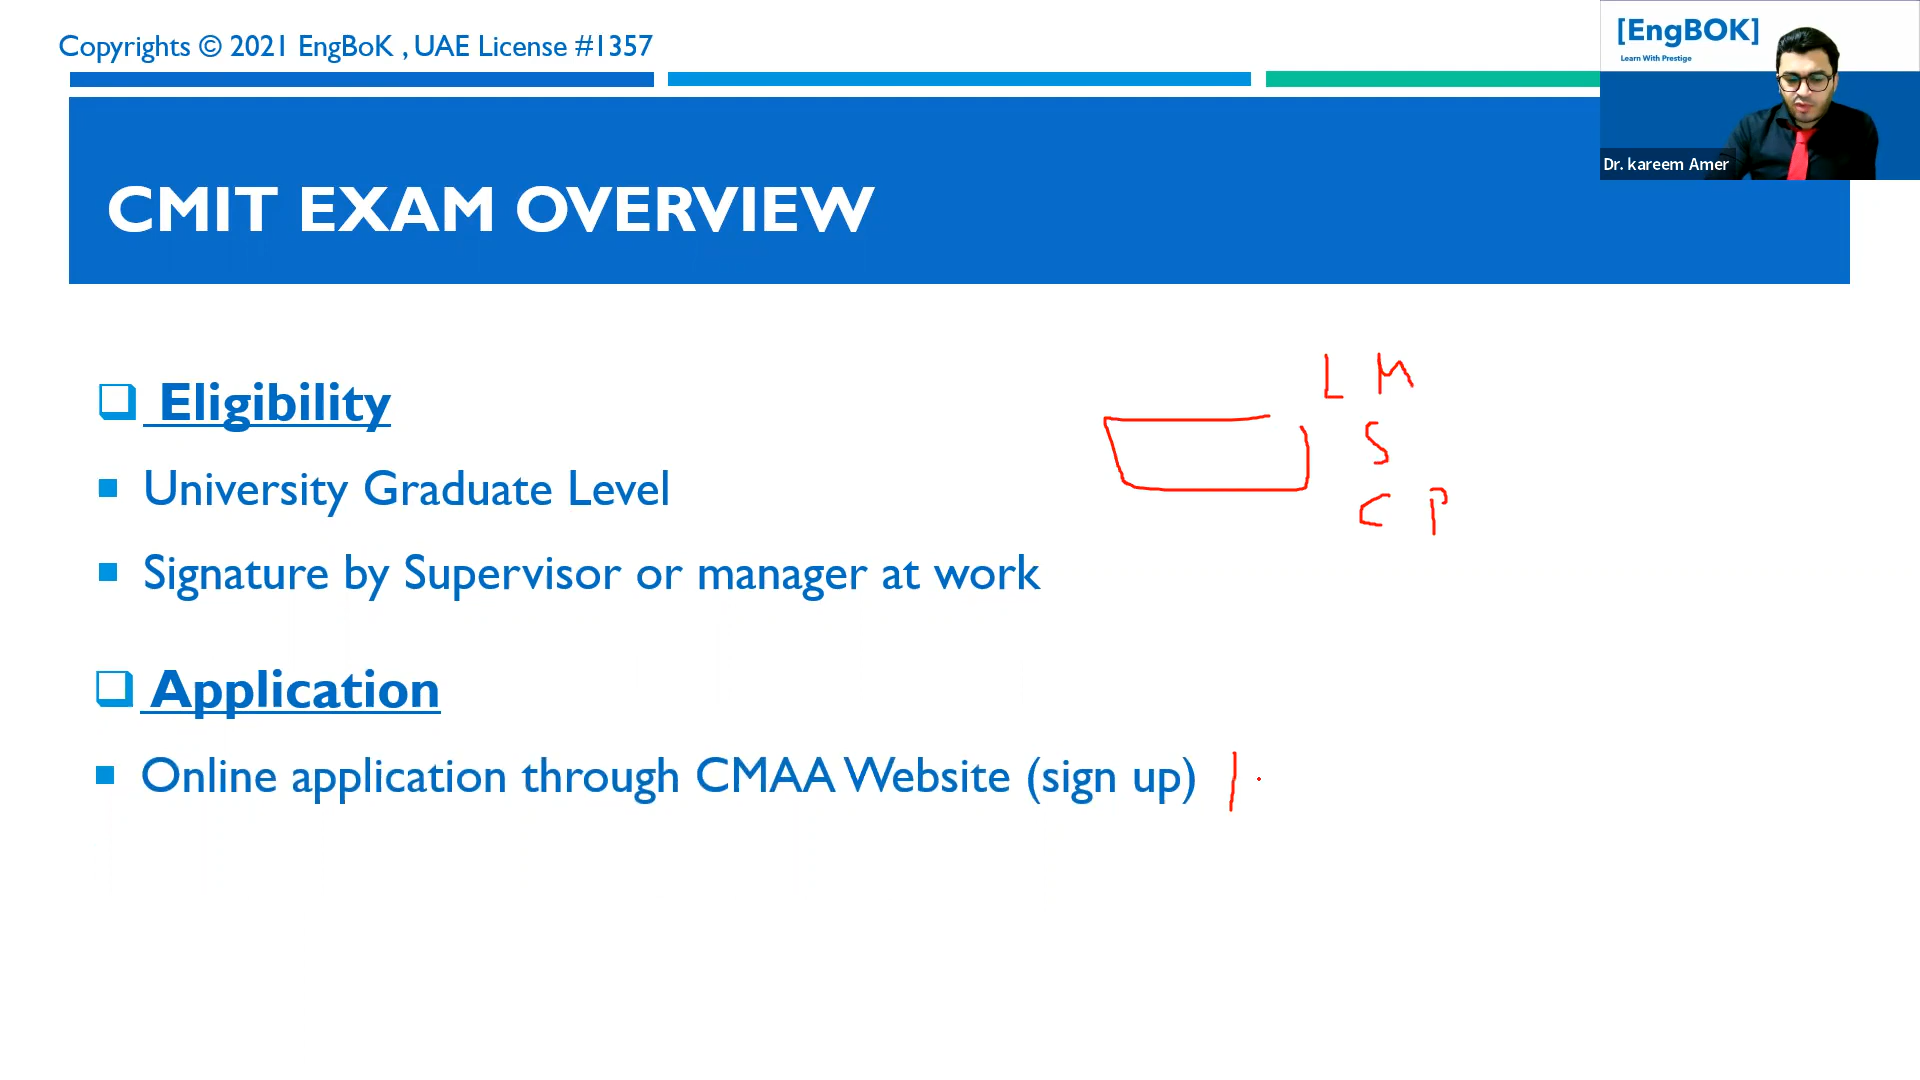 Copyrights © 2021 EngBoK , UAE License #1357
[EngBOK]
Learn With Prestige
Dr. kareem Amer
CMIT EXAM OVERVIEW
Eligibility
University Graduate Level
Signature by Supervisor or manager at work
L M
S
C P
Application
Online application through CMAA Website (sign up)